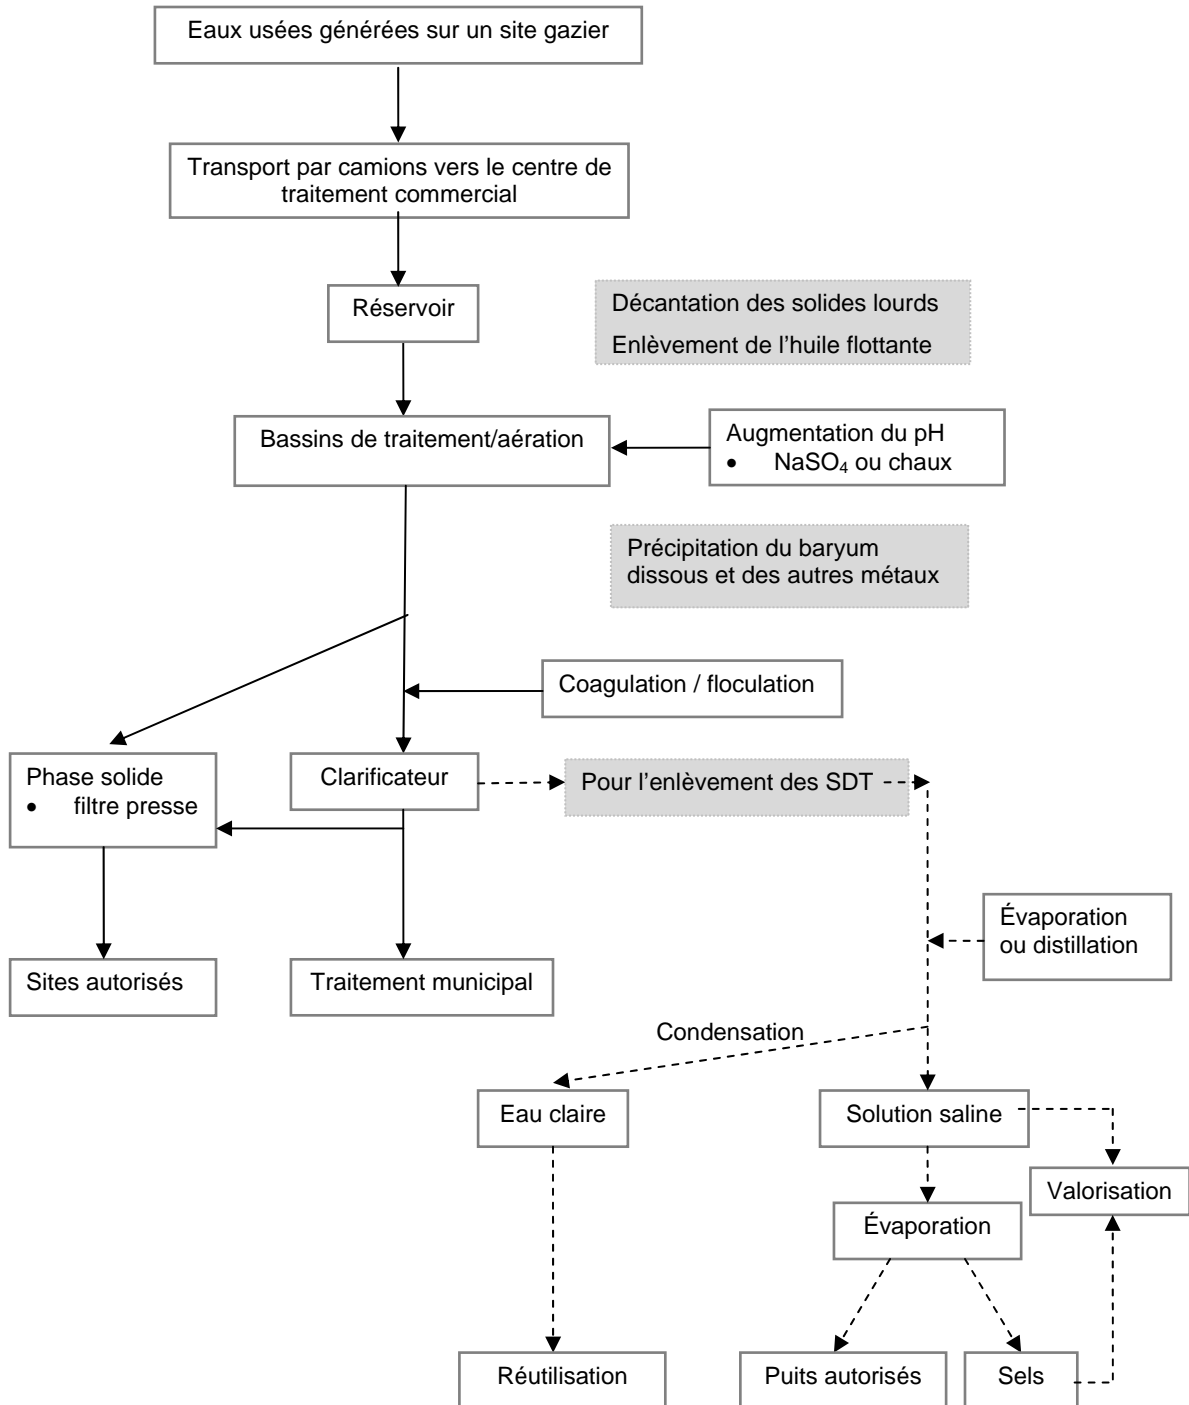 Eaux usées générées sur un site gazier
Transport par camions vers le centre de
traitement commercial
Réservoir
Décantation des solides lourds
Enlèvement de l’huile flottante
Bassins de traitement/aération
Augmentation du pH
• NaSO₄ ou chaux
Précipitation du baryum
dissous et des autres métaux
Coagulation / floculation
Phase solide
• filtre presse
Clarificateur
Pour l’enlèvement des SDT
Évaporation
ou distillation
Sites autorisés
Traitement municipal
Condensation
Eau claire
Solution saline
Valorisation
Évaporation
Réutilisation
Puits autorisés
Sels